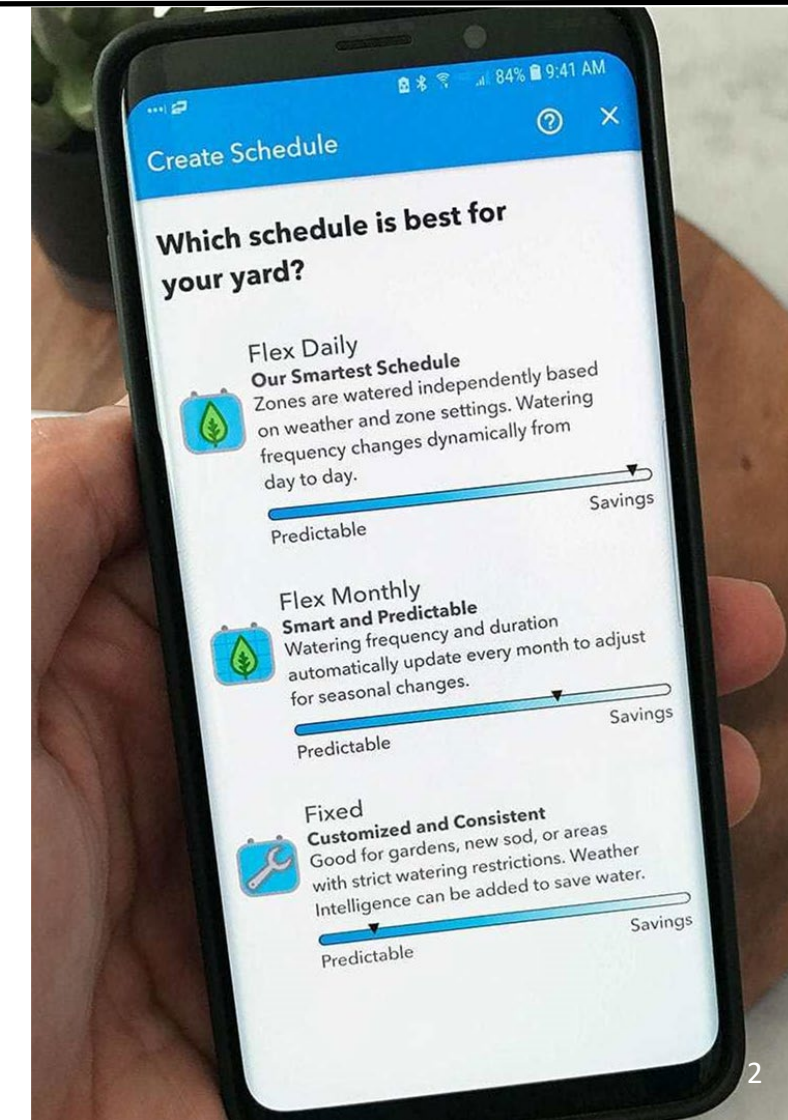 84% 9:41 AM
Create Schedule
Which schedule is best for
your yard?
Flex Daily
Our Smartest Schedule
Zones are watered independently based
on weather and zone settings. Watering
frequency changes dynamically from
day to day.
Predictable
Savings
Flex Monthly
Smart and Predictable
Watering frequency and duration
automatically update every month to adjust
for seasonal changes.
Predictable
Savings
Fixed
Customized and Consistent
Good for gardens, new sod, or areas
with strict watering restrictions. Weather
Intelligence can be added to save water.
Predictable
Savings
2